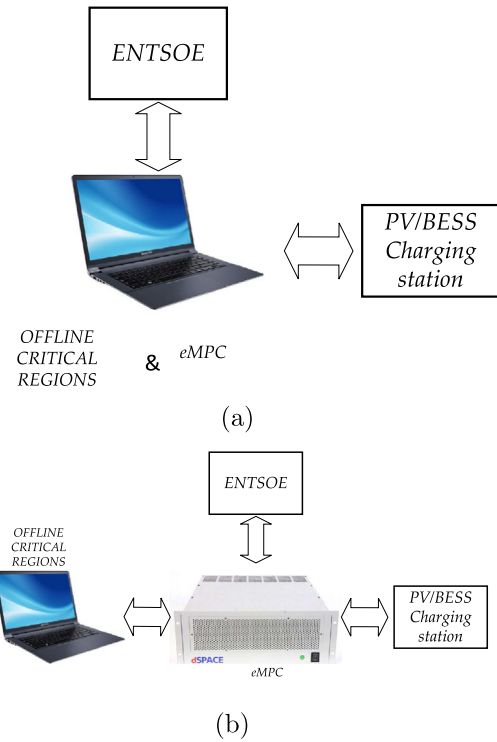 ENTSOE
PV/BESS
Charging
station
OFFLINE
CRITICAL
REGIONS
& eMPC
(a)
ENTSOE
OFFLINE
CRITICAL
REGIONS
PV/BESS
Charging
station
dSPACE
eMPC
(b)